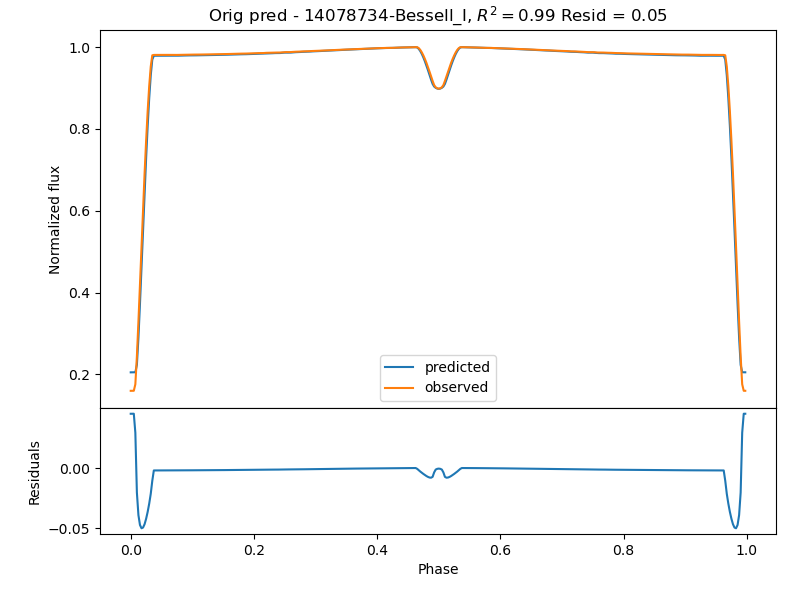 Orig pred - 14078734-Bessell_I, R² = 0.99 Resid = 0.05
1.0
0.8
0.6
0.4
0.2
Normalized flux
predicted
observed
0.00
−0.05
Residuals
0.0 0.2 0.4 0.6 0.8 1.0
Phase